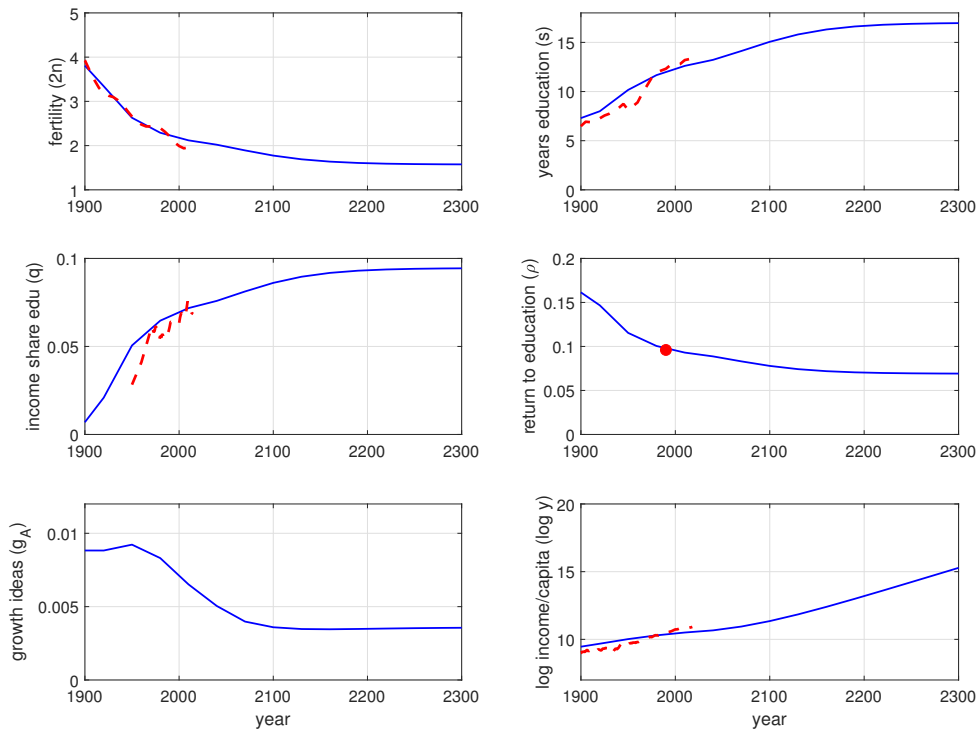 fertility (2n)
5
4
3
2
1
1900 2000 2100 2200 2300
years education (s)
15
10
5
0
1900 2000 2100 2200 2300
income share edu (q)
0.1
0.05
0
1900 2000 2100 2200 2300
return to education (ρ)
0.2
0.15
0.1
0.05
0
1900 2000 2100 2200 2300
growth ideas (g_A)
0.01
0.005
0
1900 2000 2100 2200 2300
year
log income/capita (log y)
20
15
10
1900 2000 2100 2200 2300
year